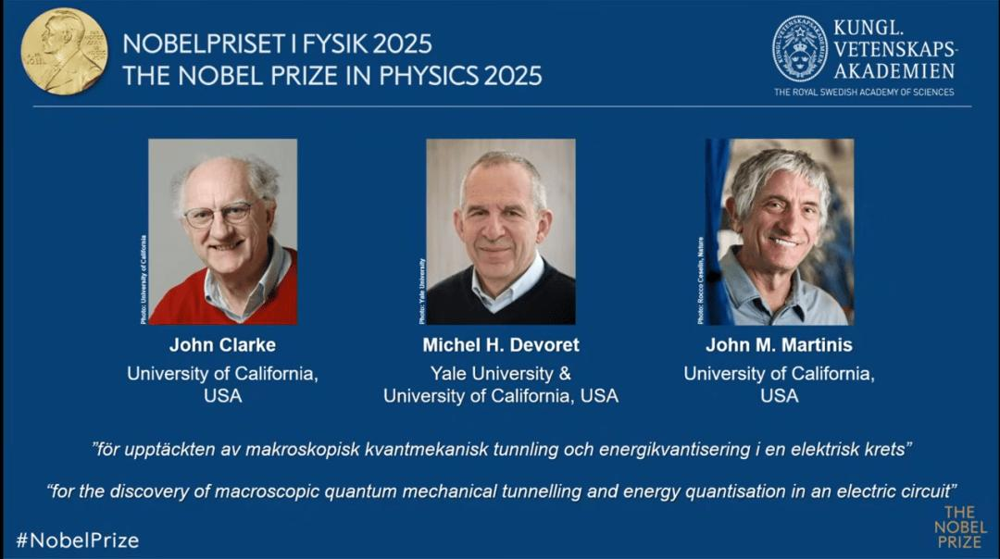 NOBELPRISET I FYSIK 2025
THE NOBEL PRIZE IN PHYSICS 2025
KUNGL.
VETENSKAPS-
AKADEMIEN
THE ROYAL SWEDISH ACADEMY OF SCIENCES
Photo: University of California
Photo: Yale University
Photo: Rocco Ceselin, Nature
John Clarke
University of California,
USA
Michel H. Devoret
Yale University &
University of California, USA
John M. Martinis
University of California,
USA
”för upptäckten av makroskopisk kvantmekanisk tunnling och energikvantisering i en elektrisk krets”
“for the discovery of macroscopic quantum mechanical tunnelling and energy quantisation in an electric circuit”
#NobelPrize
THE
NOBEL
PRIZE